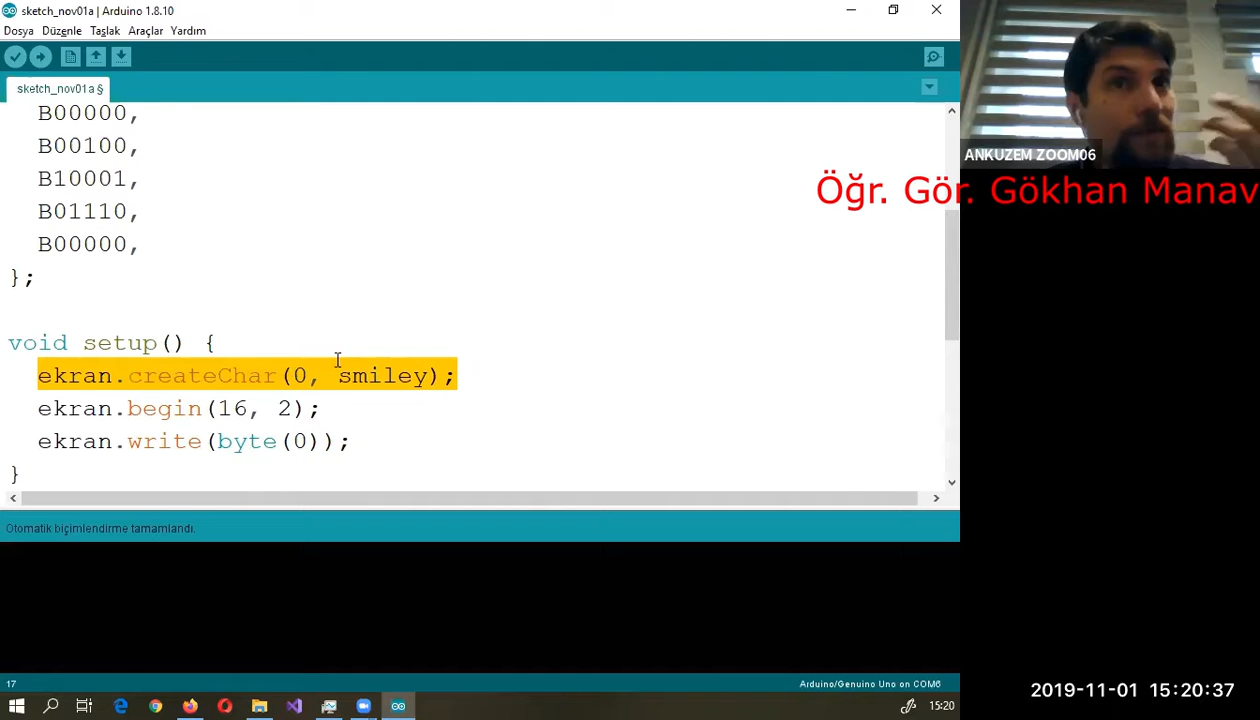 sketch_nov01a | Arduino 1.8.10
Dosya Düzenle Taşlak Araçlar Yardım
sketch_nov01a §
B00000,
B00100,
B10001,
B01110,
B00000,
};
void setup() {
ekran.createChar(0, smiley);
ekran.begin(16, 2);
ekran.write(byte(0));
}
Otomatik biçimlendirme tamamlandı.
17
Arduino/Genuino Uno on COM6
15:20
ANKUZEM ZOOM06
Öğr. Gör. Gökhan Manav
2019-11-01 15:20:37